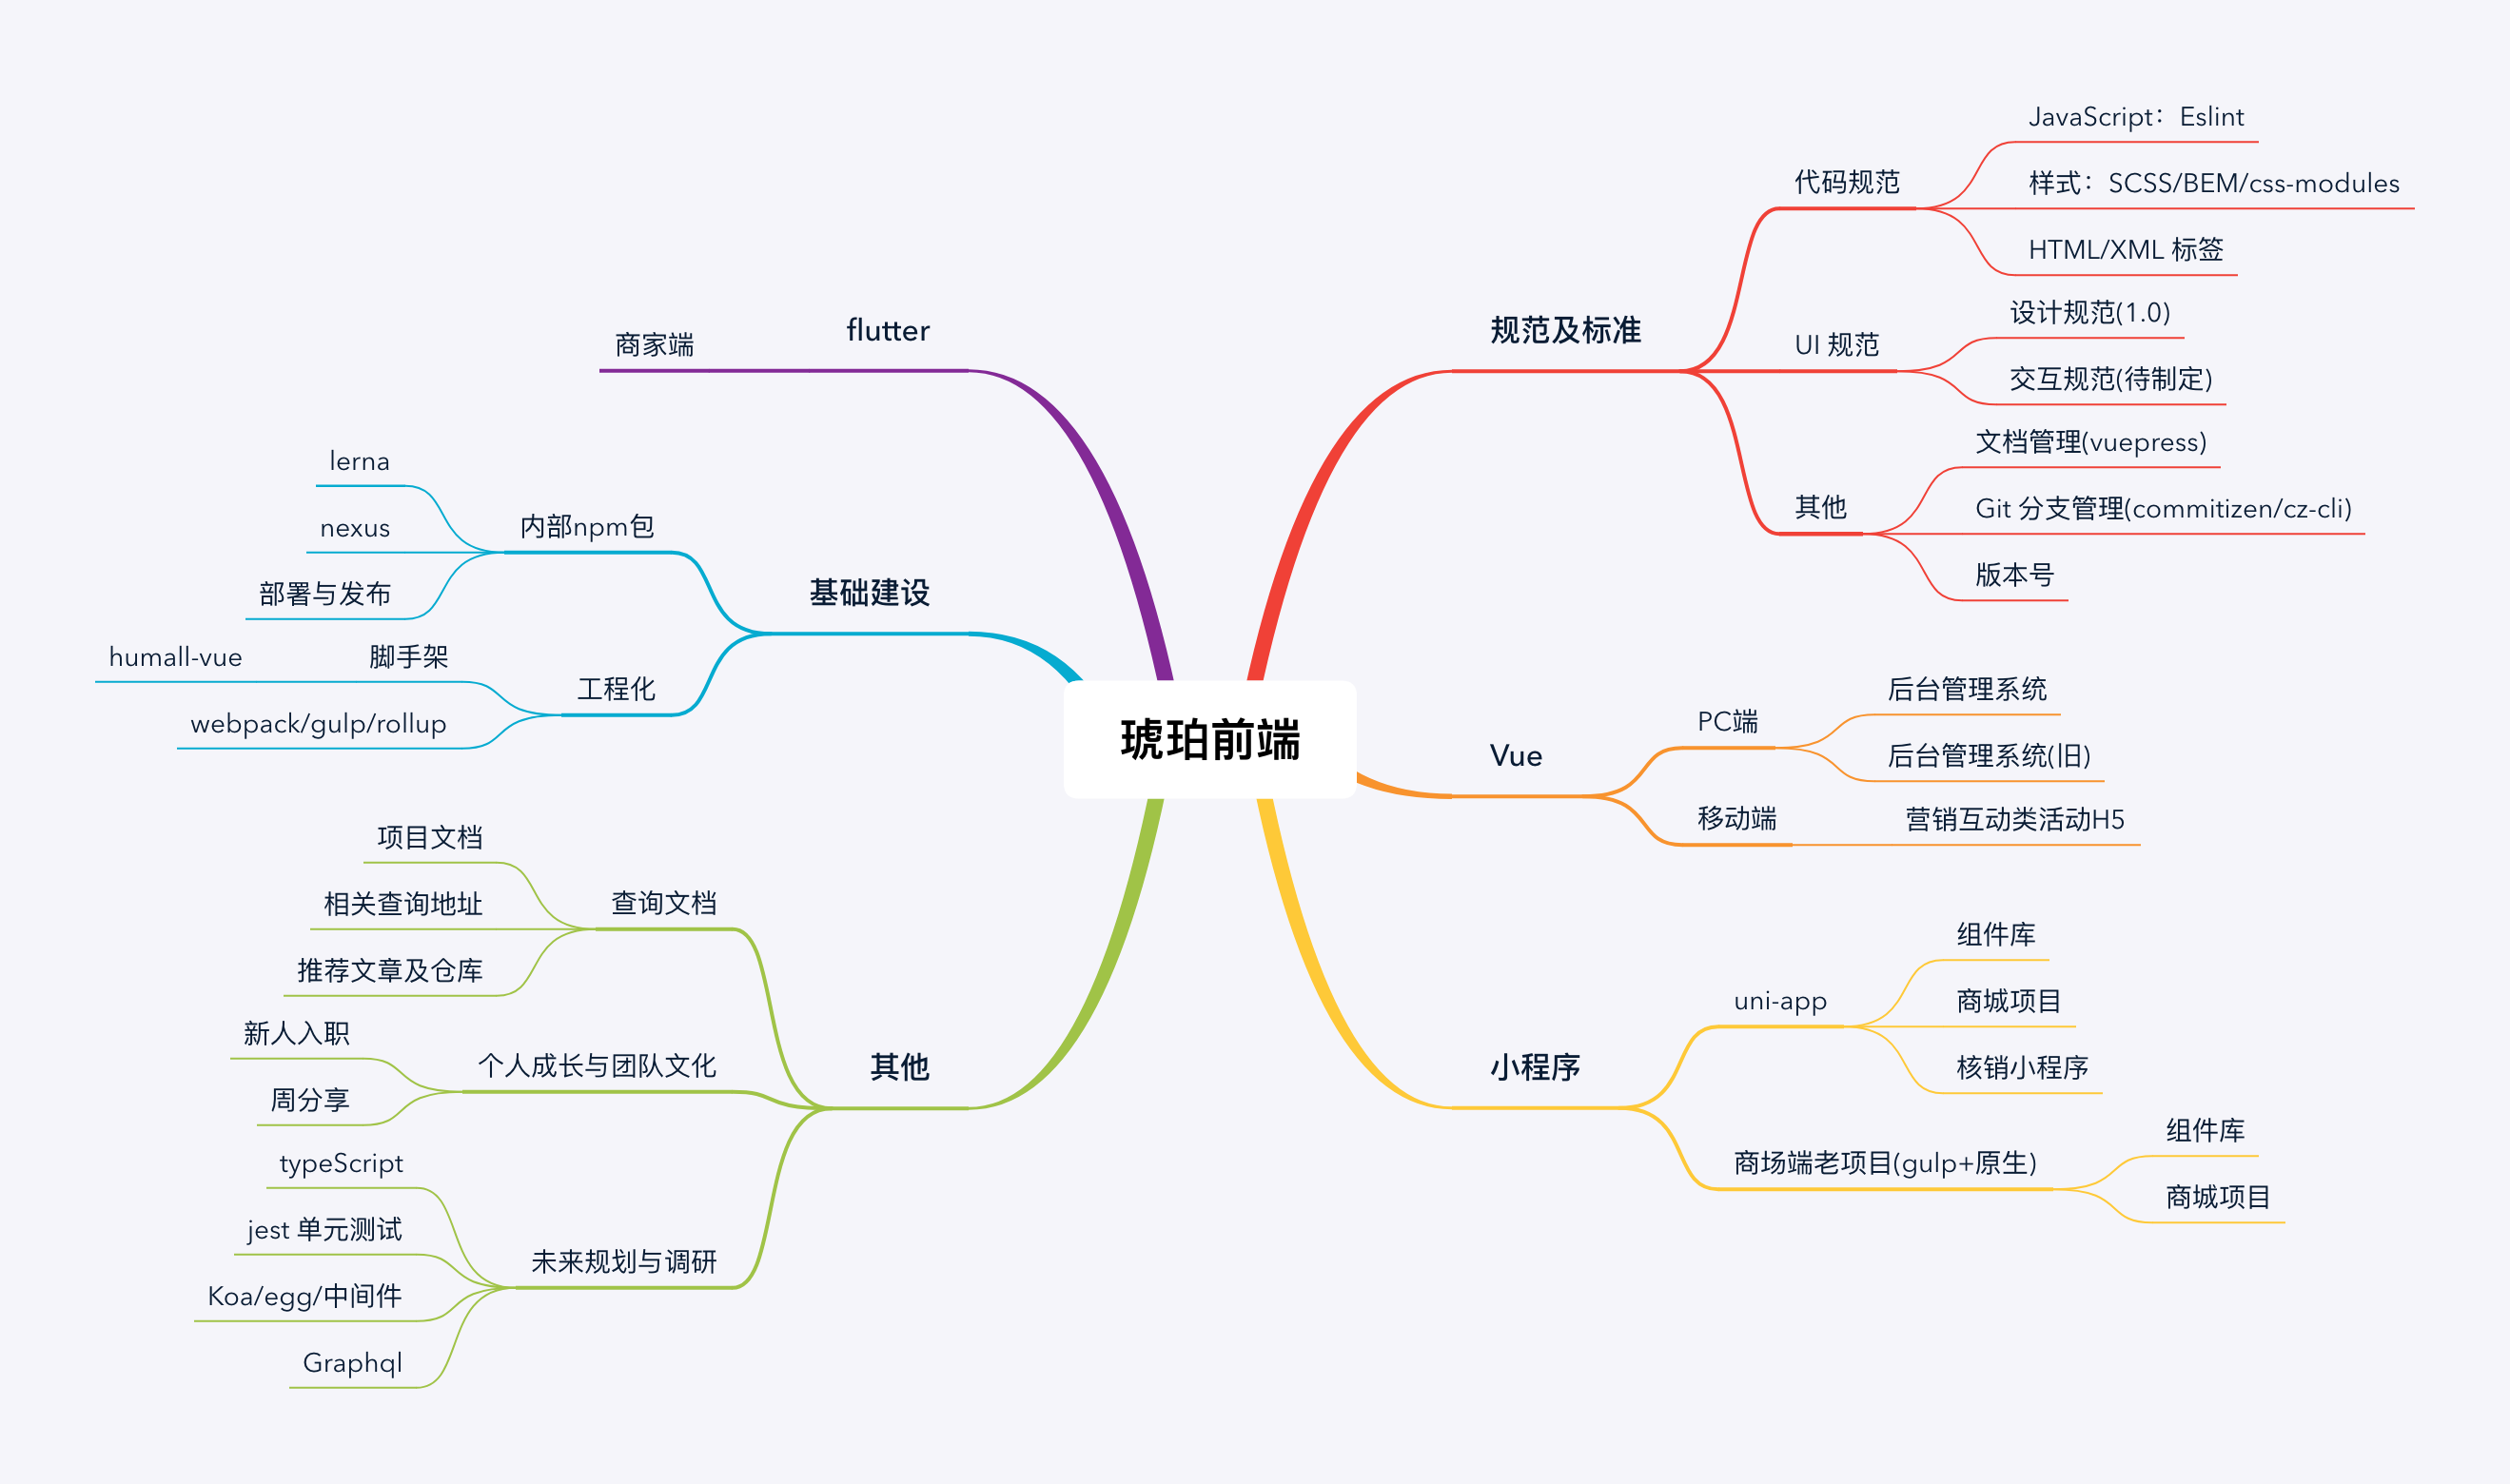 琥珀前端
规范及标准
代码规范
JavaScript：Eslint
样式：SCSS/BEM/css-modules
HTML/XML 标签
UI 规范
设计规范(1.0)
交互规范(待制定)
其他
文档管理(vuepress)
Git 分支管理(commitizen/cz-cli)
版本号
Vue
PC端
后台管理系统
后台管理系统(旧)
移动端
营销互动类活动H5
小程序
uni-app
组件库
商城项目
核销小程序
商场端老项目(gulp+原生)
组件库
商城项目
flutter
商家端
基础建设
内部npm包
lerna
nexus
部署与发布
工程化
脚手架
humall-vue
webpack/gulp/rollup
其他
查询文档
项目文档
相关查询地址
推荐文章及仓库
个人成长与团队文化
新人入职
周分享
未来规划与调研
typeScript
jest 单元测试
Koa/egg/中间件
Graphql